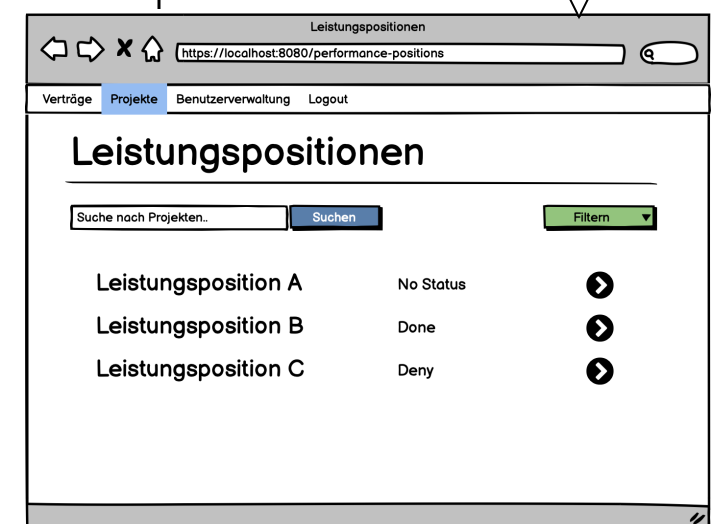 Leistungspositionen
https://localhost:8080/performance-positions
Verträge Projekte Benutzerverwaltung Logout
Leistungspositionen
Suche nach Projekten.. Suchen Filtern
Leistungsposition A No Status
Leistungsposition B Done
Leistungsposition C Deny